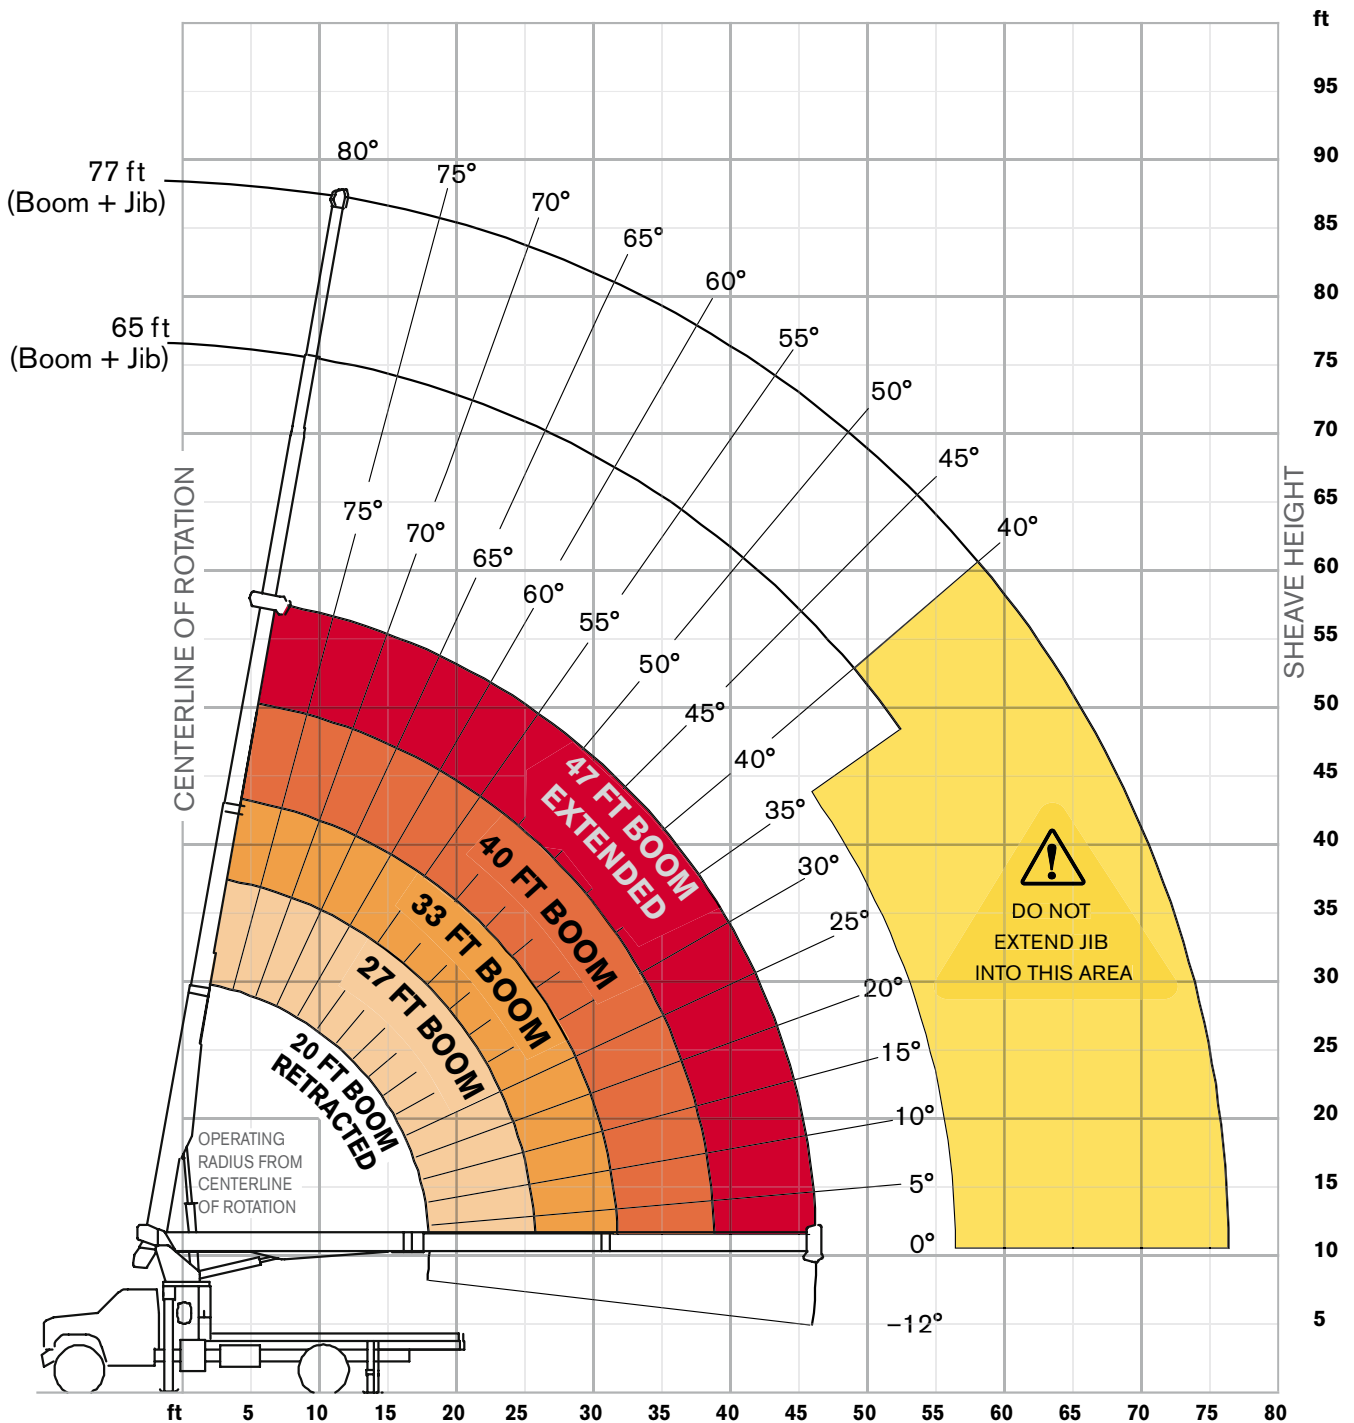 ft
95
90
85
80
75
70
65
60
55
50
45
40
35
30
25
20
15
10
5
SHEAVE HEIGHT
77 ft
(Boom + Jib)
65 ft
(Boom + Jib)
80°
75°
70°
65°
60°
55°
50°
45°
40°
CENTERLINE OF ROTATION
75°
70°
65°
60°
55°
50°
45°
40°
35°
30°
25°
20°
15°
10°
5°
0°
−12°
47 FT BOOM
EXTENDED
40 FT BOOM
33 FT BOOM
27 FT BOOM
20 FT BOOM
RETRACTED
DO NOT
EXTEND JIB
INTO THIS AREA
OPERATING
RADIUS FROM
CENTERLINE
OF ROTATION
ft 5 10 15 20 25 30 35 40 45 50 55 60 65 70 75 80